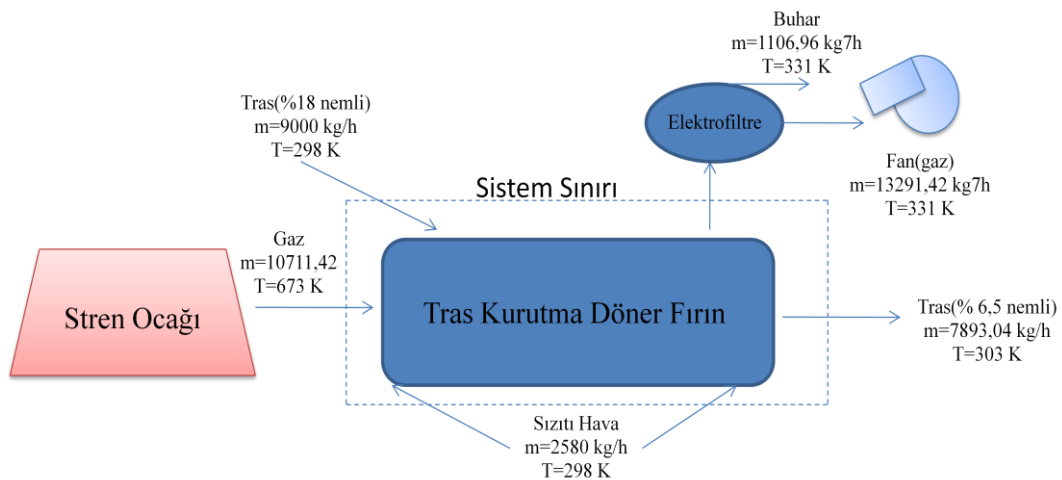 Buhar
m=1106,96 kg7h
T=331 K
Tras(%18 nemli)
m=9000 kg/h
T=298 K
Elektrofiltre
Fan(gaz)
m=13291,42 kg7h
T=331 K
Sistem Sınırı
Gaz
m=10711,42
T=673 K
Stren Ocağı
Tras Kurutma Döner Fırın
Tras(% 6,5 nemli)
m=7893,04 kg/h
T=303 K
Sızıtı Hava
m=2580 kg/h
T=298 K